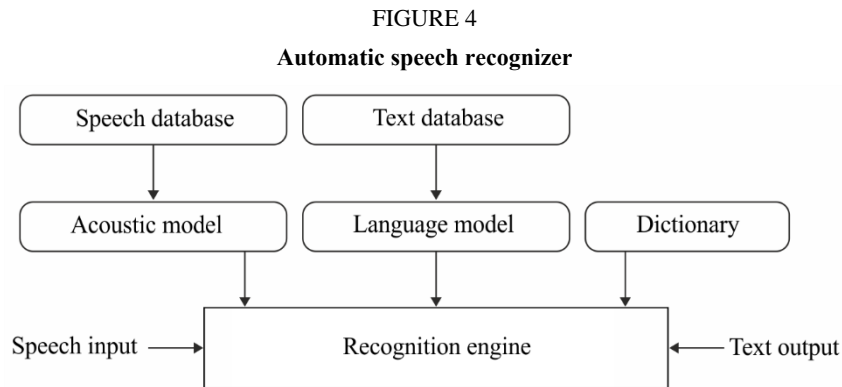 FIGURE 4
Automatic speech recognizer
Speech database Text database
Acoustic model Language model Dictionary
Speech input Recognition engine Text output